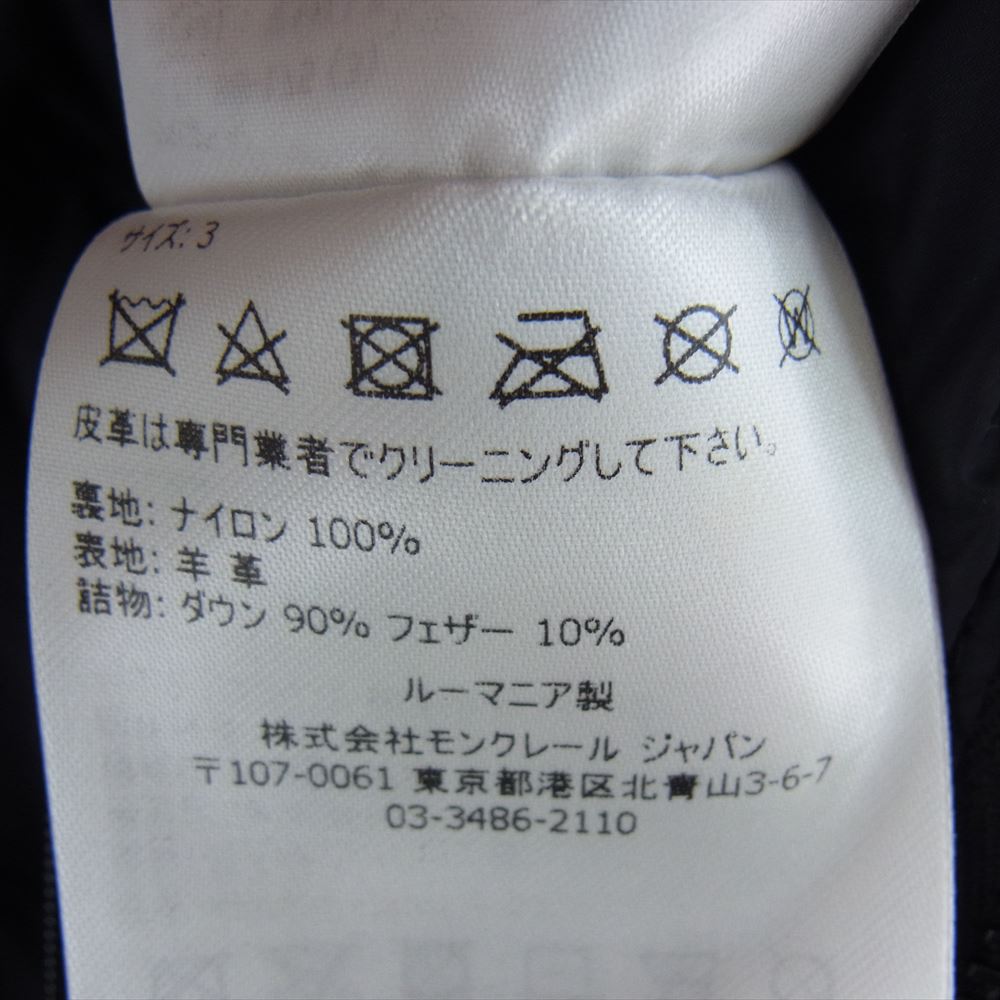 サイズ: 3
皮革は専門業者でクリーニングして下さい。
裏地: ナイロン 100%
表地: 羊 革
詰物: ダウン 90% フェザー 10%
ルーマニア製
株式会社モンクレール ジャパン
〒107-0061 東京都港区北青山3-6-7
03-3486-2110